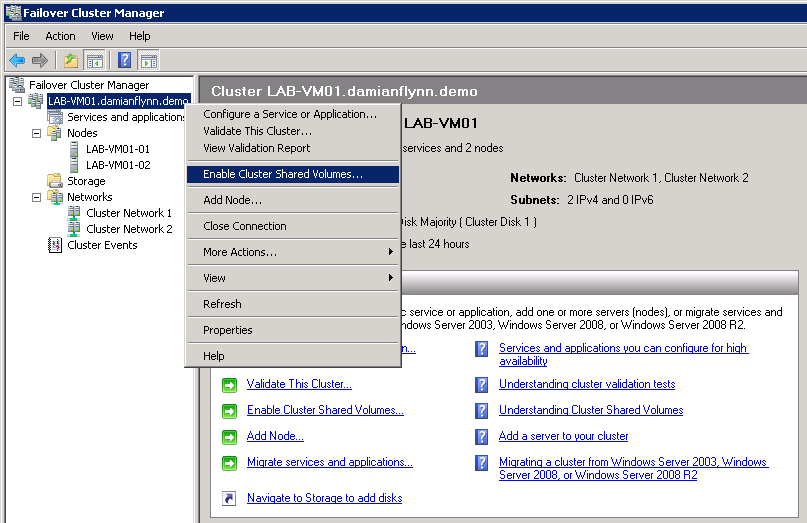 Failover Cluster Manager
File Action View Help
Failover Cluster Manager
LAB-VM01.damianflynn.demo
Services and applications
Nodes
LAB-VM01-01
LAB-VM01-02
Storage
Networks
Cluster Network 1
Cluster Network 2
Cluster Events
Configure a Service or Application...
Validate This Cluster...
View Validation Report
Enable Cluster Shared Volumes...
Add Node...
Close Connection
More Actions...
View
Refresh
Properties
Help
Cluster LAB-VM01.damianflynn.demo
LAB-VM01
services and 2 nodes
Networks: Cluster Network 1, Cluster Network 2
Subnets: 2 IPv4 and 0 IPv6
Disk Majority ( Cluster Disk 1 )
last 24 hours
service or application, add one or more servers (nodes), or migrate services and
Server 2003, Windows Server 2008, or Windows Server 2008 R2.
Services and applications you can configure for high
availability
Validate This Cluster...
Understanding cluster validation tests
Enable Cluster Shared Volumes...
Understanding Cluster Shared Volumes
Add Node...
Add a server to your cluster
Migrate services and applications...
Migrating a cluster from Windows Server 2003, Windows
Server 2008, or Windows Server 2008 R2
Navigate to Storage to add disks